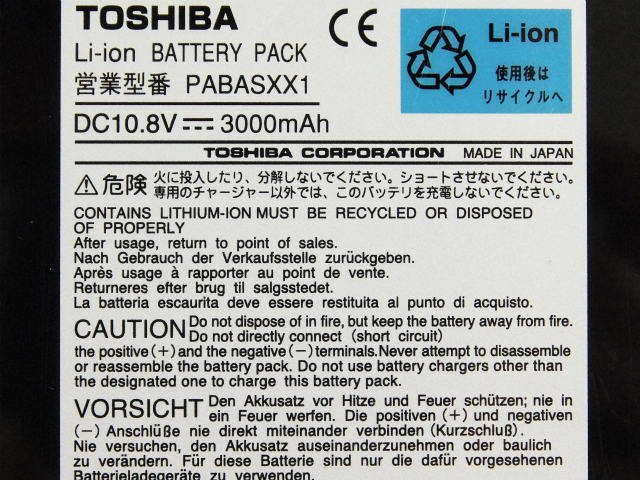 TOSHIBA
Li-ion BATTERY PACK
営業型番 PABASXX1
DC10.8V 3000mAh
CE
Li-ion
使用後は
リサイクルへ
TOSHIBA CORPORATION MADE IN JAPAN
⚠危険 火に投入したり、分解しないでください。ショートさせないでください。
専用のチャージャー以外では、このバッテリを充電しないでください。
CONTAINS LITHIUM-ION MUST BE RECYCLED OR DISPOSED
OF PROPERLY
After usage, return to point of sales.
Nach Gebrauch der Verkaufsstelle zurückgeben.
Après usage à rapporter au point de vente.
Returneres efter brug til salgsstedet.
La batteria escaurita deve essere restituita al punto di acquisto.
CAUTION Do not dispose of in fire, but keep the battery away from fire.
Do not directly connect (short circuit)
the positive(+)and the negative(−)terminals.Never attempt to disassemble
or reassemble the battery pack. Do not use battery chargers other than
the designated one to charge this battery pack.
VORSICHT Den Akkusatz vor Hitze und Feuer schützen; nie in
ein Feuer werfen. Die positiven (+) und negativen
(−) Anschlüße nie direkt miteinander verbinden (Kurzschluß).
Nie versuchen, den Akkusatz auseinanderzunehmen oder baulich
zu verändern. Für diese Batterie sind nur die dafür vorgesehenen
Batterieladegeräte zu verwenden.